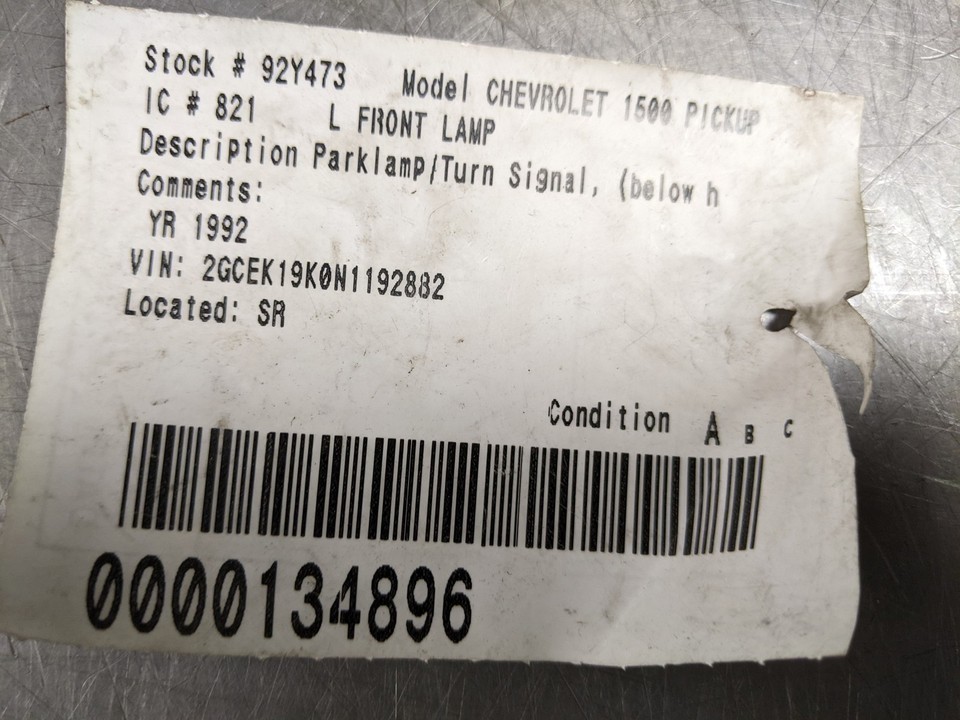 Stock # 92Y473 Model CHEVROLET 1500 PICKUP
IC # 821 L FRONT LAMP
Description Parklamp/Turn Signal, (below h
Comments:
YR 1992
VIN: 2GCEK19K0N1192882
Located: SR
Condition A B C
0000134896